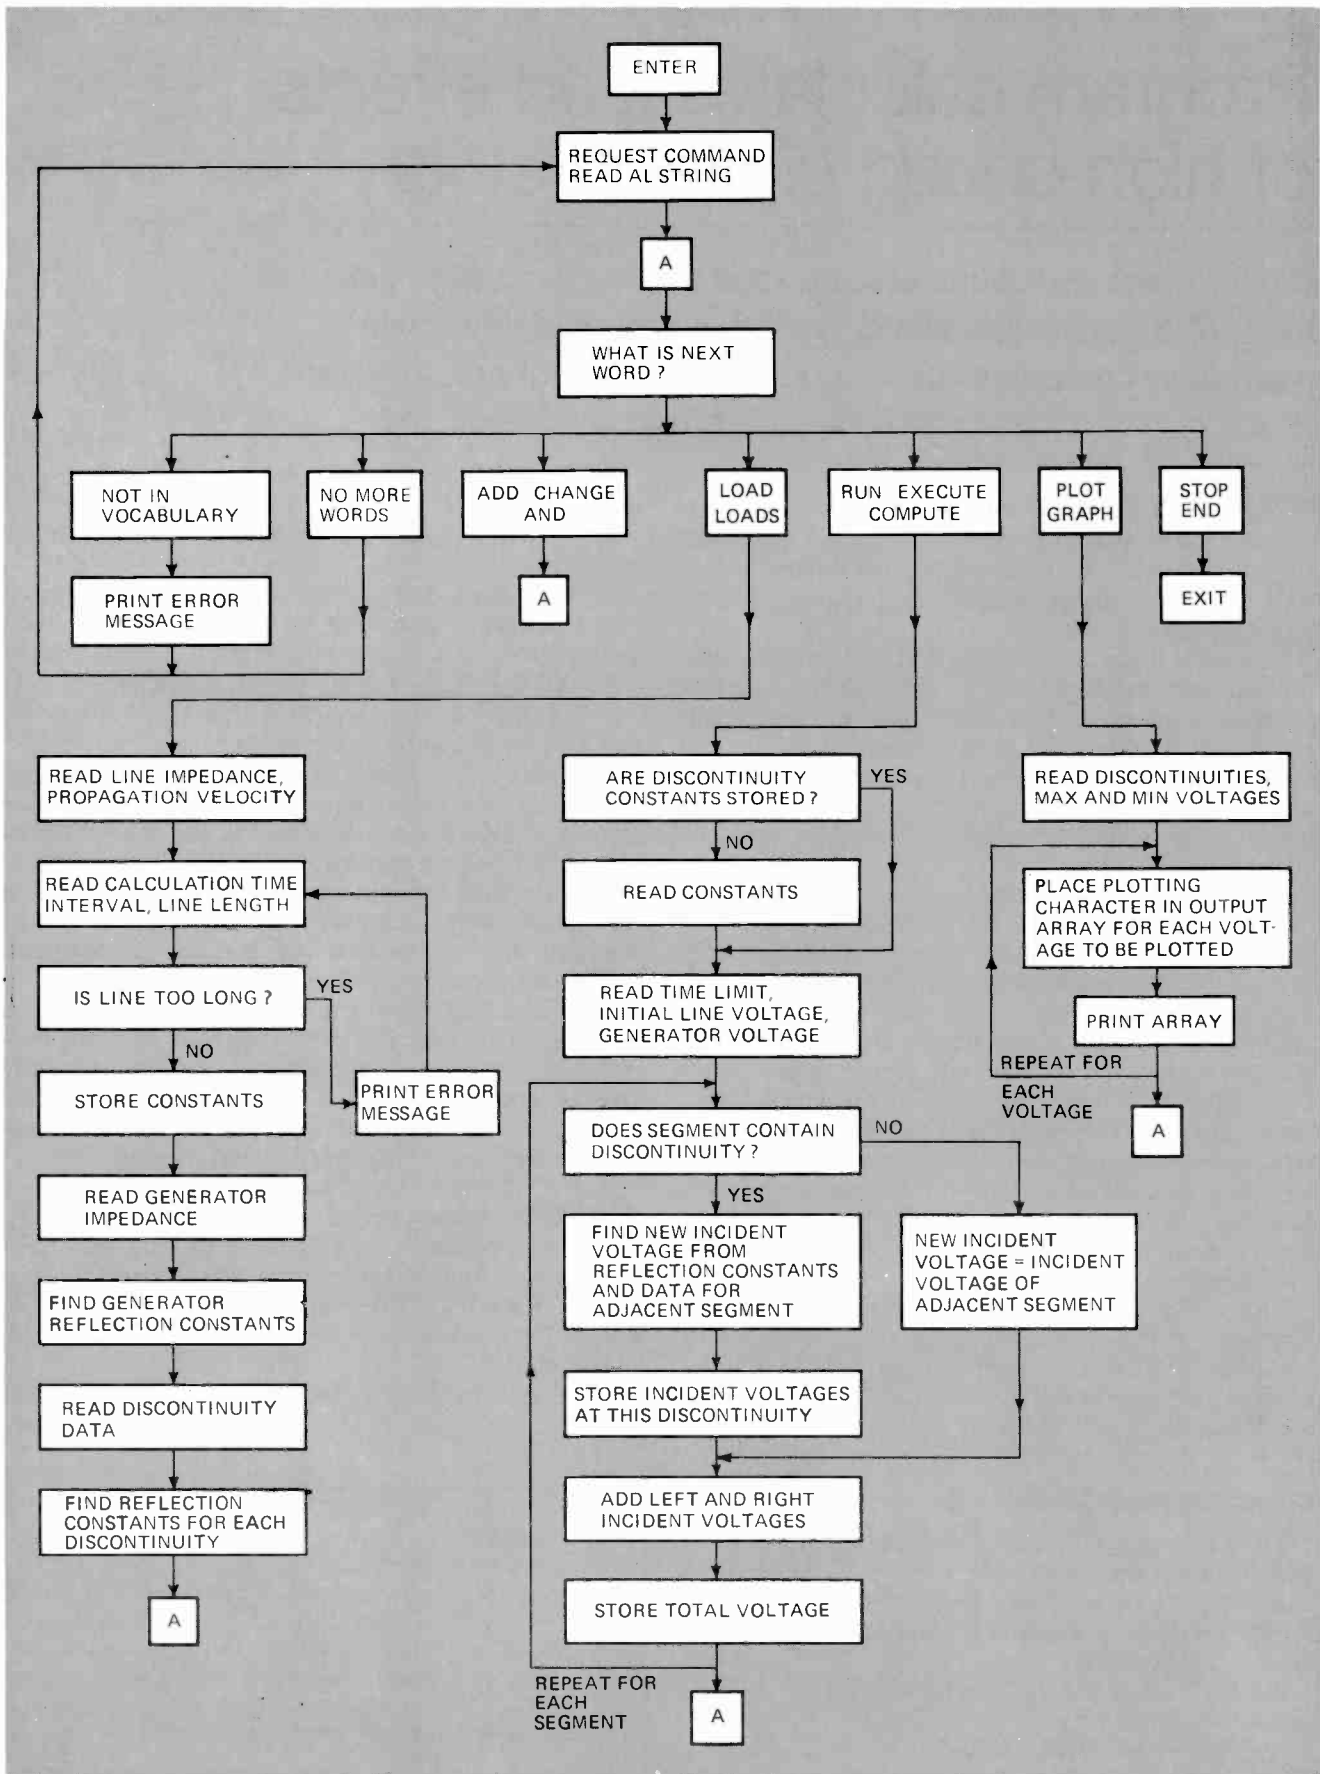 ENTER
REQUEST COMMAND
READ AL STRING
A
WHAT IS NEXT
WORD ?
NOT IN
VOCABULARY
NO MORE
WORDS
ADD CHANGE
AND
LOAD
LOADS
RUN EXECUTE
COMPUTE
PLOT
GRAPH
STOP
END
PRINT ERROR
MESSAGE
A
EXIT
READ LINE IMPEDANCE,
PROPAGATION VELOCITY
READ CALCULATION TIME
INTERVAL, LINE LENGTH
IS LINE TOO LONG ?
YES
NO
STORE CONSTANTS
PRINT ERROR
MESSAGE
READ GENERATOR
IMPEDANCE
FIND GENERATOR
REFLECTION CONSTANTS
READ DISCONTINUITY
DATA
FIND REFLECTION
CONSTANTS FOR EACH
DISCONTINUITY
A
ARE DISCONTINUITY
CONSTANTS STORED ?
YES
NO
READ CONSTANTS
READ TIME LIMIT,
INITIAL LINE VOLTAGE,
GENERATOR VOLTAGE
DOES SEGMENT CONTAIN
DISCONTINUITY ?
NO
YES
FIND NEW INCIDENT
VOLTAGE FROM
REFLECTION CONSTANTS
AND DATA FOR
ADJACENT SEGMENT
NEW INCIDENT
VOLTAGE = INCIDENT
VOLTAGE OF
ADJACENT SEGMENT
STORE INCIDENT VOLTAGES
AT THIS DISCONTINUITY
ADD LEFT AND RIGHT
INCIDENT VOLTAGES
STORE TOTAL VOLTAGE
REPEAT FOR
EACH
SEGMENT
A
READ DISCONTINUITIES,
MAX AND MIN VOLTAGES
PLACE PLOTTING
CHARACTER IN OUTPUT
ARRAY FOR EACH VOLT-
AGE TO BE PLOTTED
PRINT ARRAY
REPEAT FOR
EACH
VOLTAGE
A